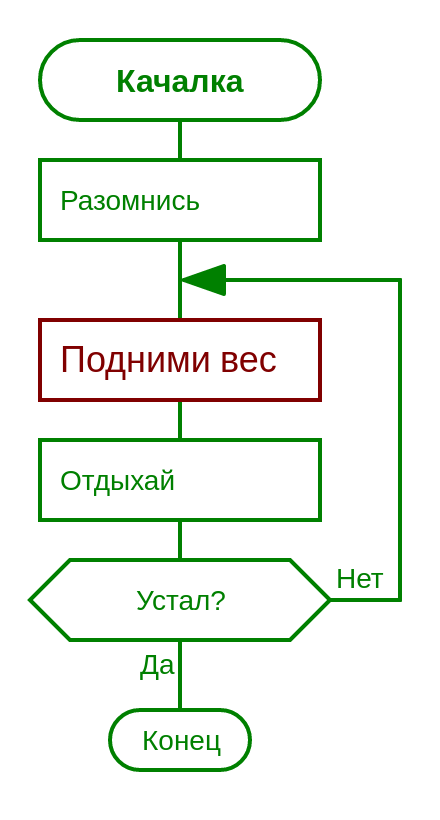 Качалка
Разомнись
Подними вес
Отдыхай
Устал?
Нет
Да
Конец